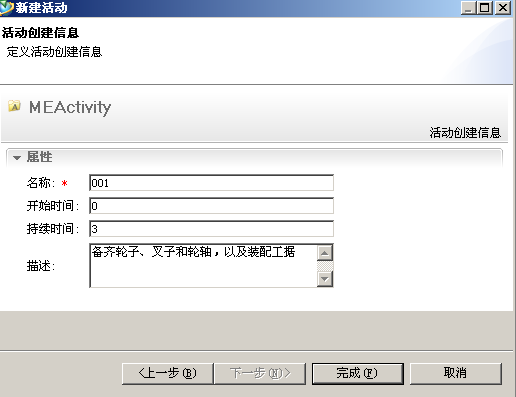 新建活动
活动创建信息
定义活动创建信息
MEActivity
活动创建信息
属性
名称: *
001
开始时间:
0
持续时间:
3
描述:
备齐轮子、叉子和轮轴，以及装配工据
<上一步(B)
下一步(N)>
完成(F)
取消